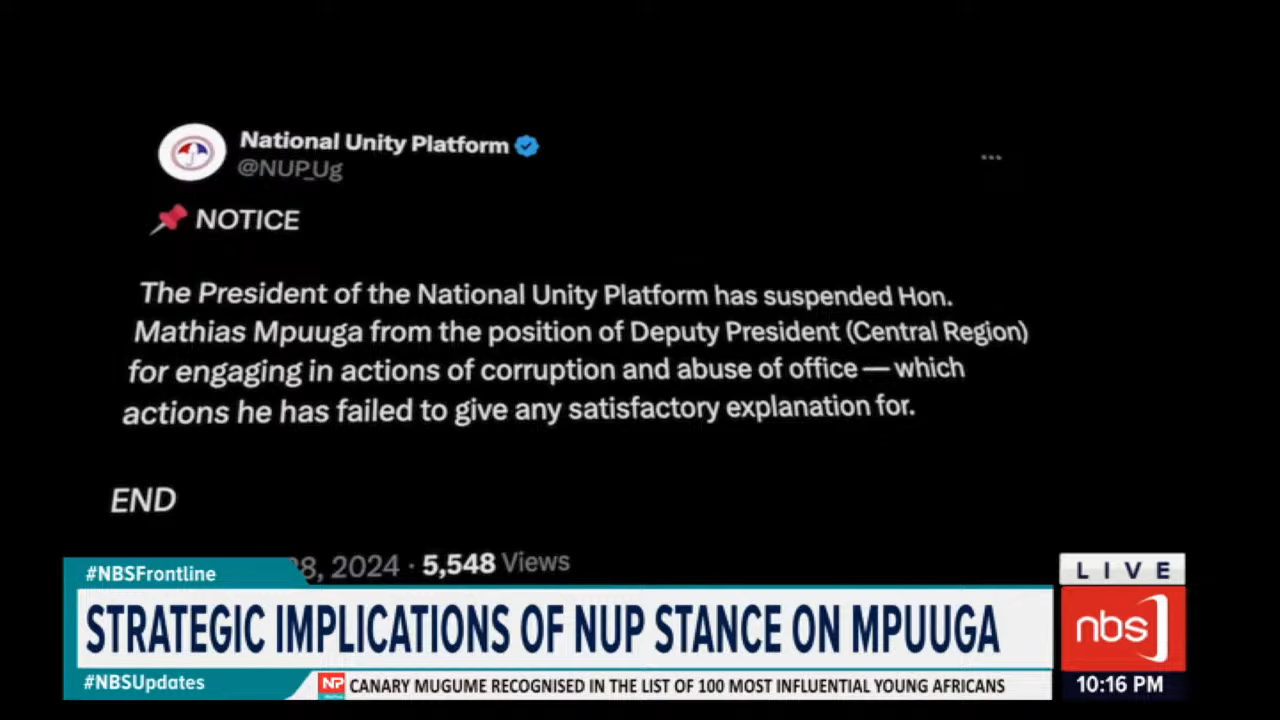 National Unity Platform
@NUP_Ug
NOTICE
The President of the National Unity Platform has suspended Hon.
Mathias Mpuuga from the position of Deputy President (Central Region)
for engaging in actions of corruption and abuse of office — which
actions he has failed to give any satisfactory explanation for.
END
8, 2024 · 5,548 Views
#NBSFrontline
STRATEGIC IMPLICATIONS OF NUP STANCE ON MPUUGA
#NBSUpdates
NP CANARY MUGUME RECOGNISED IN THE LIST OF 100 MOST INFLUENTIAL YOUNG AFRICANS
LIVE
nbs
10:16 PM